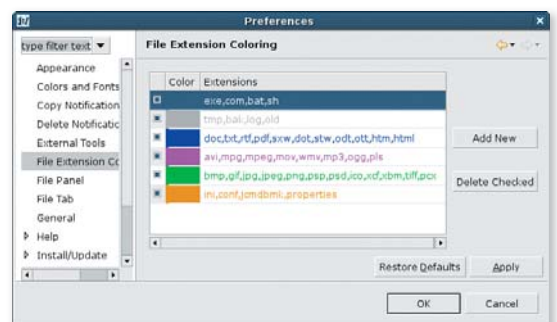 Preferences
type filter text
File Extension Coloring
Appearance
Colors and Fonts
Copy Notification
Delete Notificatic
External Tools
File Extension Cc
File Panel
File Tab
General
Help
Install/Update
Color Extensions
exe,com,bat,sh
tmp,bak,log,old
doc,txt,rtf,pdf,sxw,dot,stw,odt,ott,htm,html
avi,mpg,mpeg,mov,wmv,mp3,ogg,pls
bmp,gif,jpg,jpeg,png,psp,psd,ico,xcf,xbm,tiff,pcx
ini,conf,jcmdbmi,properties
Add New
Delete Checked
Restore Defaults
Apply
OK
Cancel